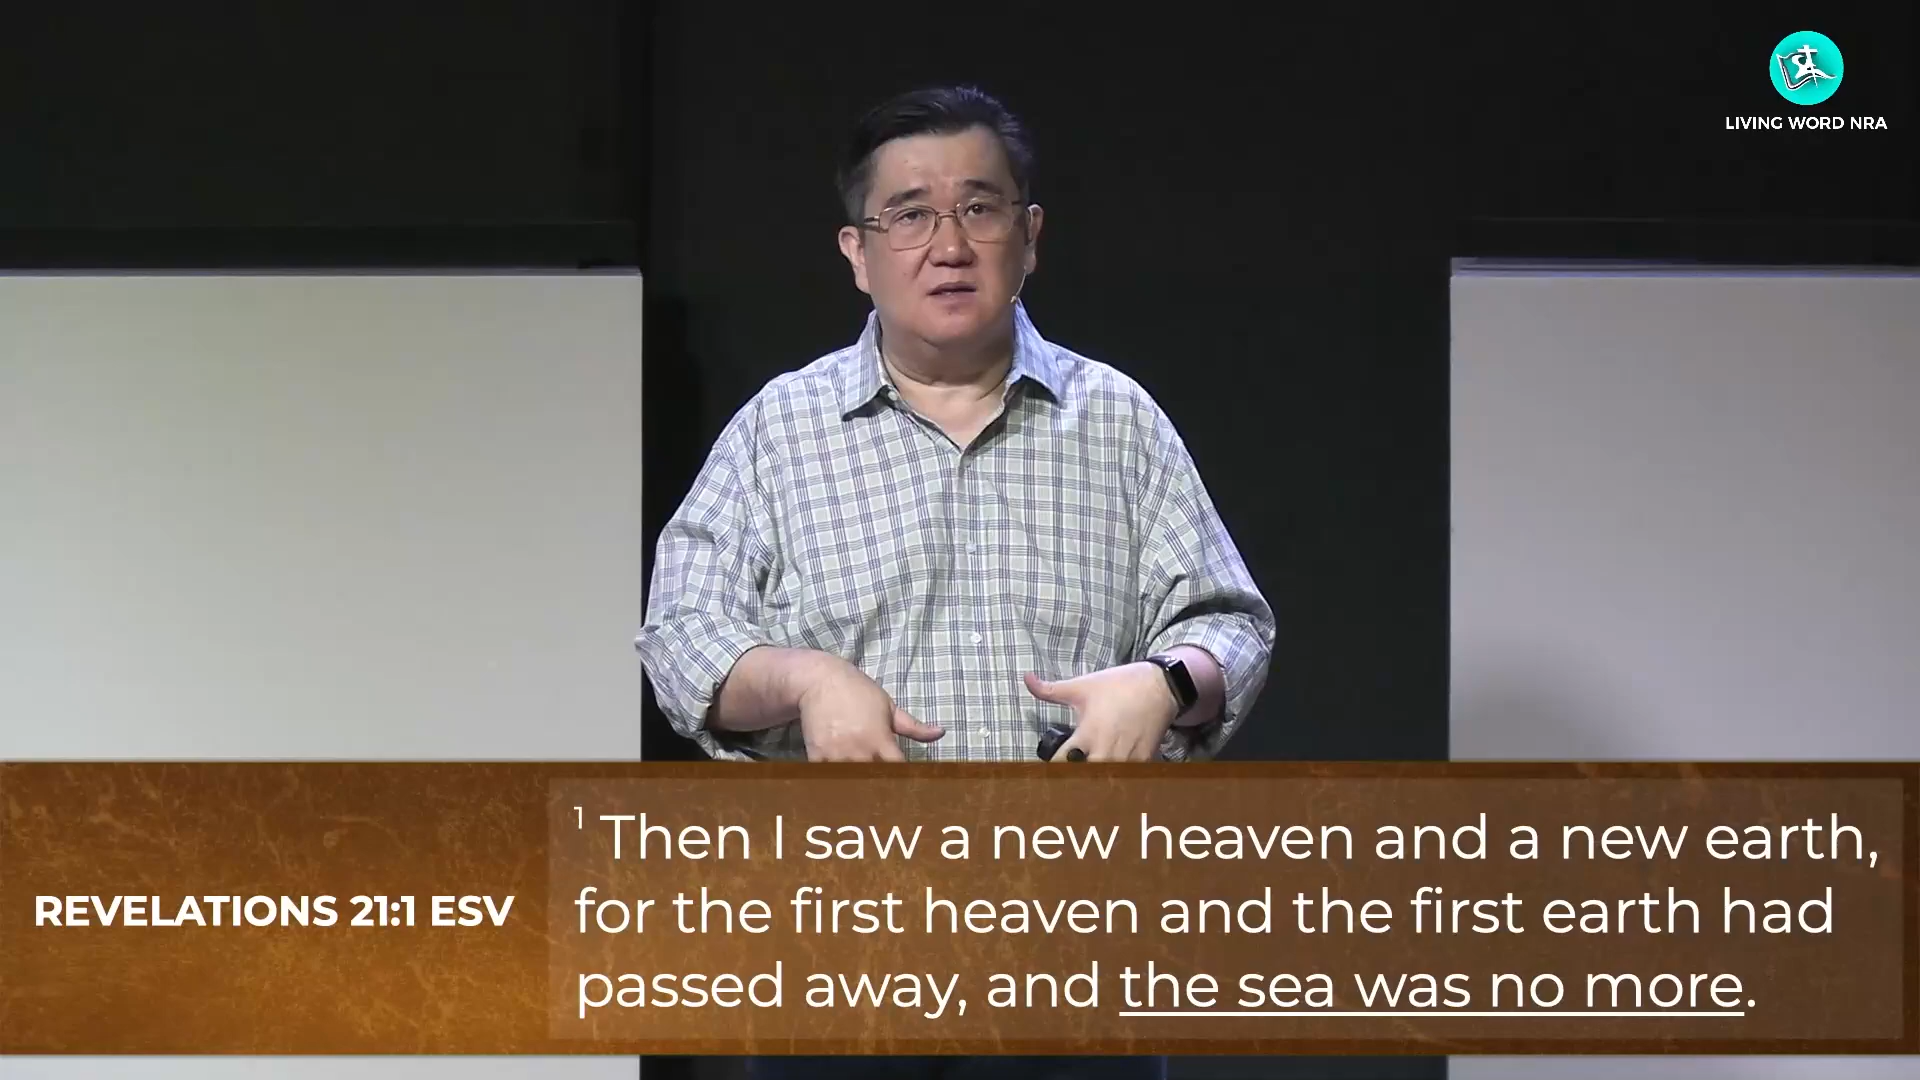 LIVING WORD NRA
REVELATIONS 21:1 ESV
1 Then I saw a new heaven and a new earth,
for the first heaven and the first earth had
passed away, and the sea was no more.